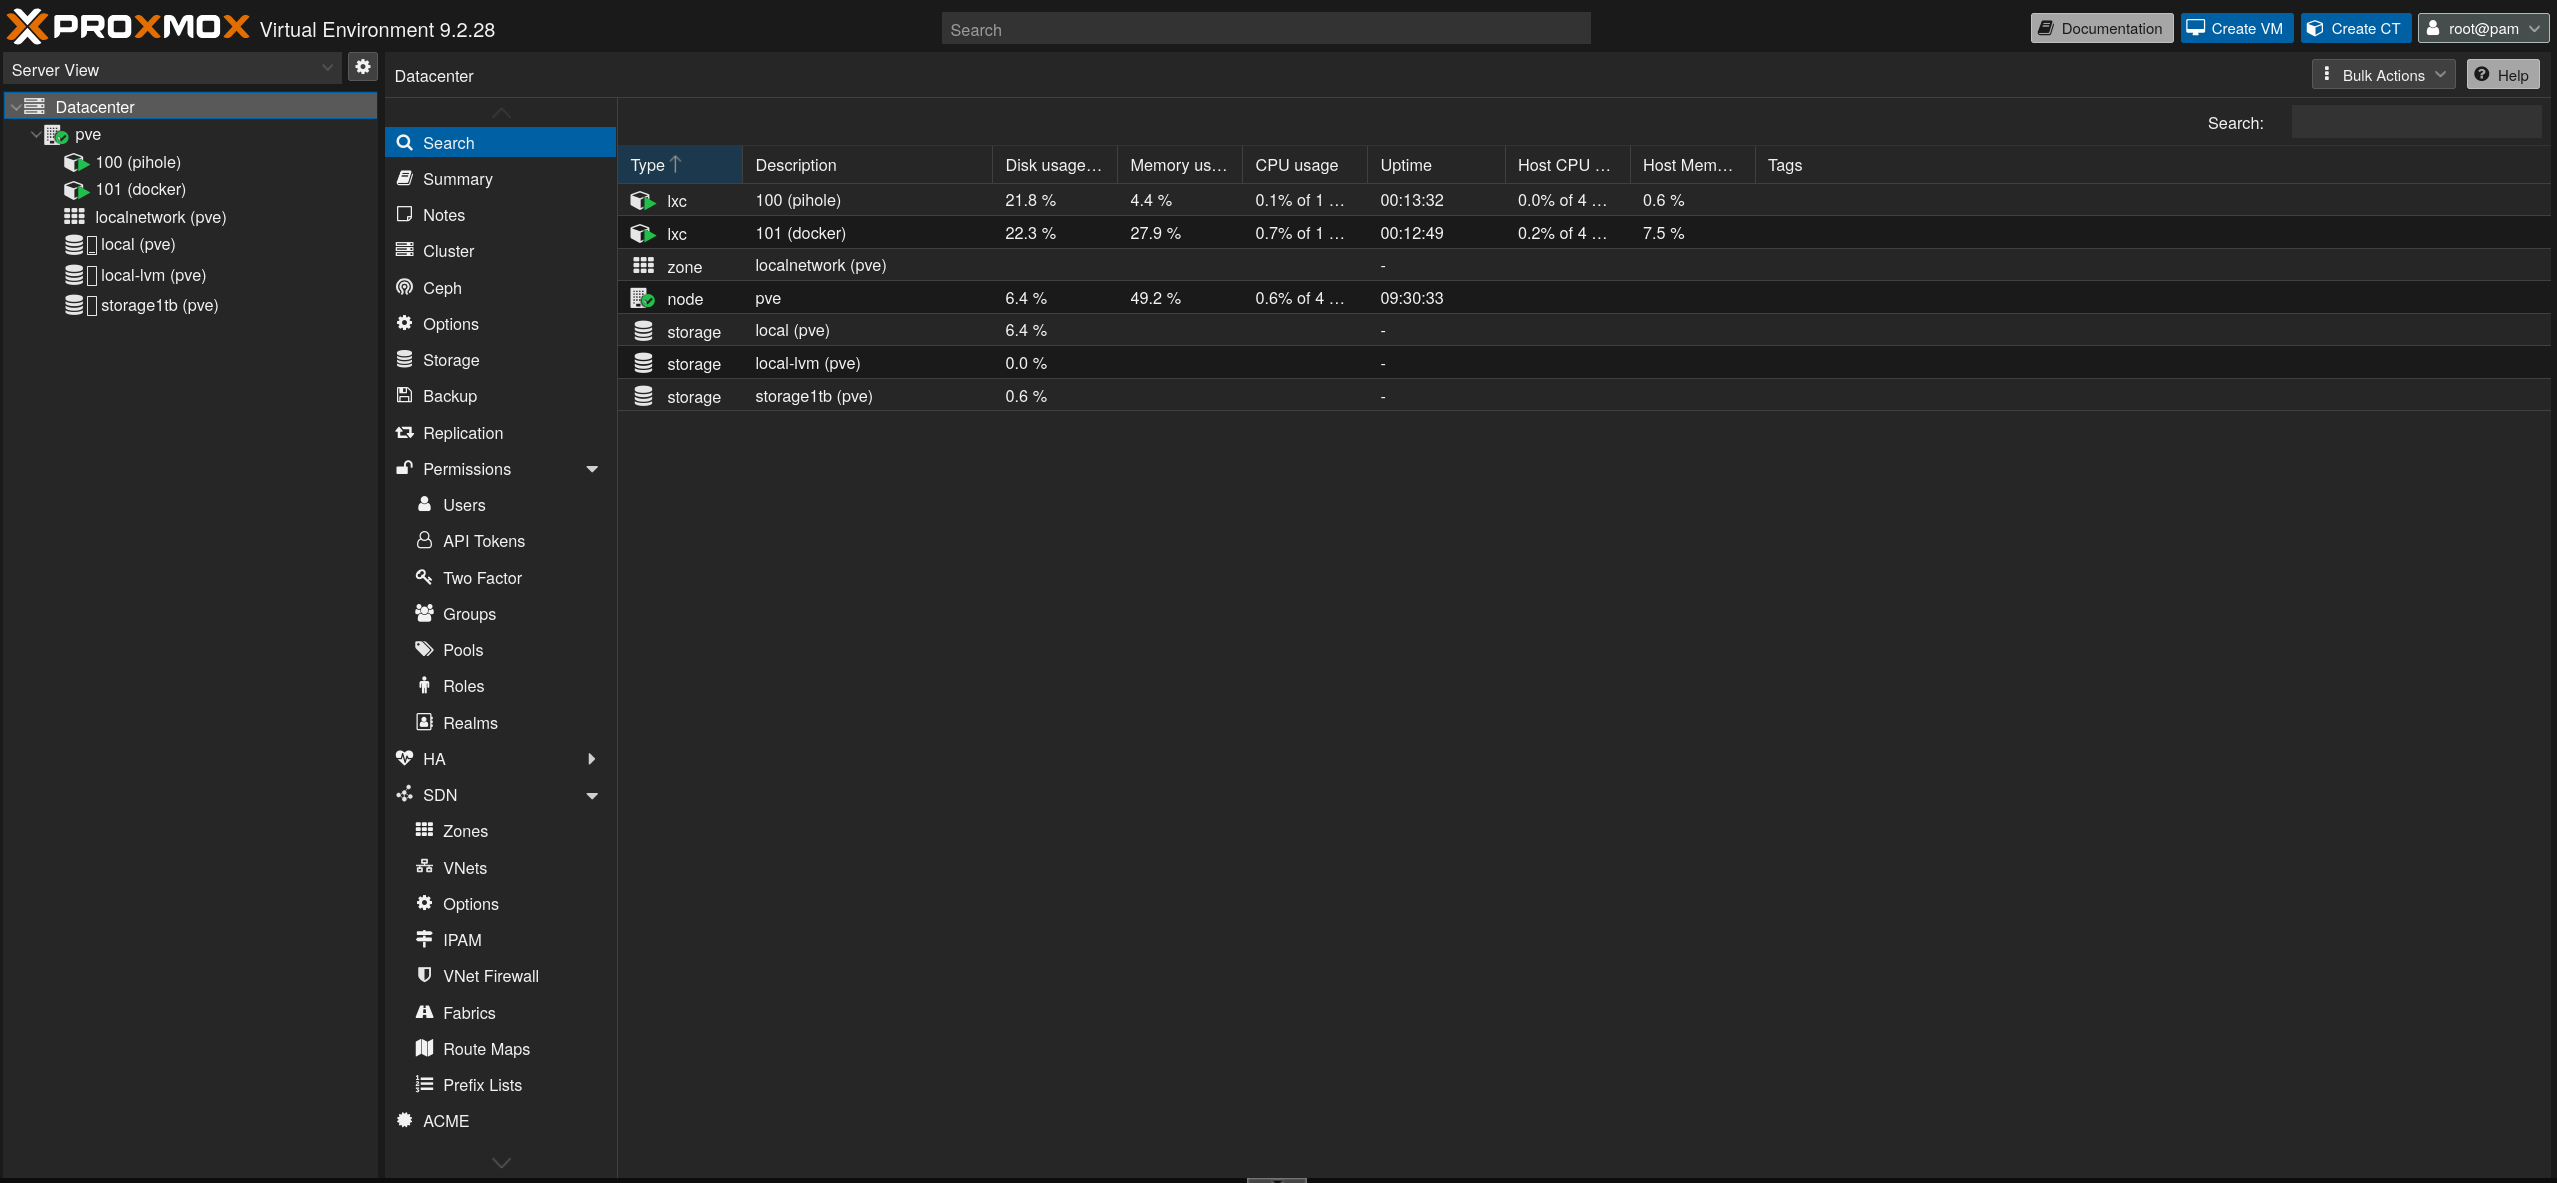 PROXMOX Virtual Environment 9.2.28
Search
Documentation
Create VM
Create CT
root@pam
Server View
Datacenter
pve
100 (pihole)
101 (docker)
localnetwork (pve)
local (pve)
local-lvm (pve)
storage1tb (pve)
Datacenter
Bulk Actions
Help
Search
Summary
Notes
Cluster
Ceph
Options
Storage
Backup
Replication
Permissions
Users
API Tokens
Two Factor
Groups
Pools
Roles
Realms
HA
SDN
Zones
VNets
Options
IPAM
VNet Firewall
Fabrics
Route Maps
Prefix Lists
ACME
Search:
Type Description Disk usage... Memory us... CPU usage Uptime Host CPU ... Host Mem... Tags
lxc 100 (pihole) 21.8 % 4.4 % 0.1% of 1 ... 00:13:32 0.0% of 4 ... 0.6 %
lxc 101 (docker) 22.3 % 27.9 % 0.7% of 1 ... 00:12:49 0.2% of 4 ... 7.5 %
zone localnetwork (pve) -
node pve 6.4 % 49.2 % 0.6% of 4 ... 09:30:33
storage local (pve) 6.4 % -
storage local-lvm (pve) 0.0 % -
storage storage1tb (pve) 0.6 % -